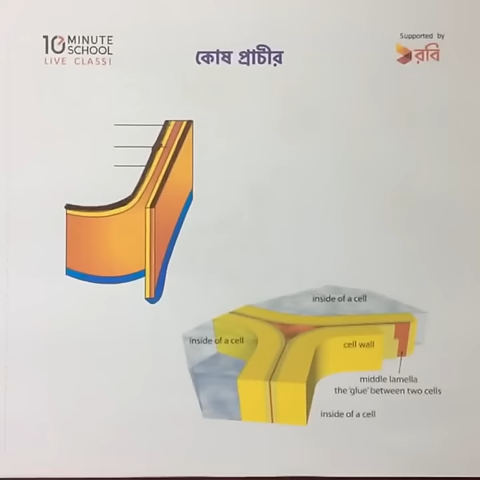 10 MINUTE
SCHOOL
LIVE CLASS!
কোষ প্রাচীর
Supported by
রবি
inside of a cell
inside of a cell
cell wall
middle lamella
the 'glue' between two cells
inside of a cell